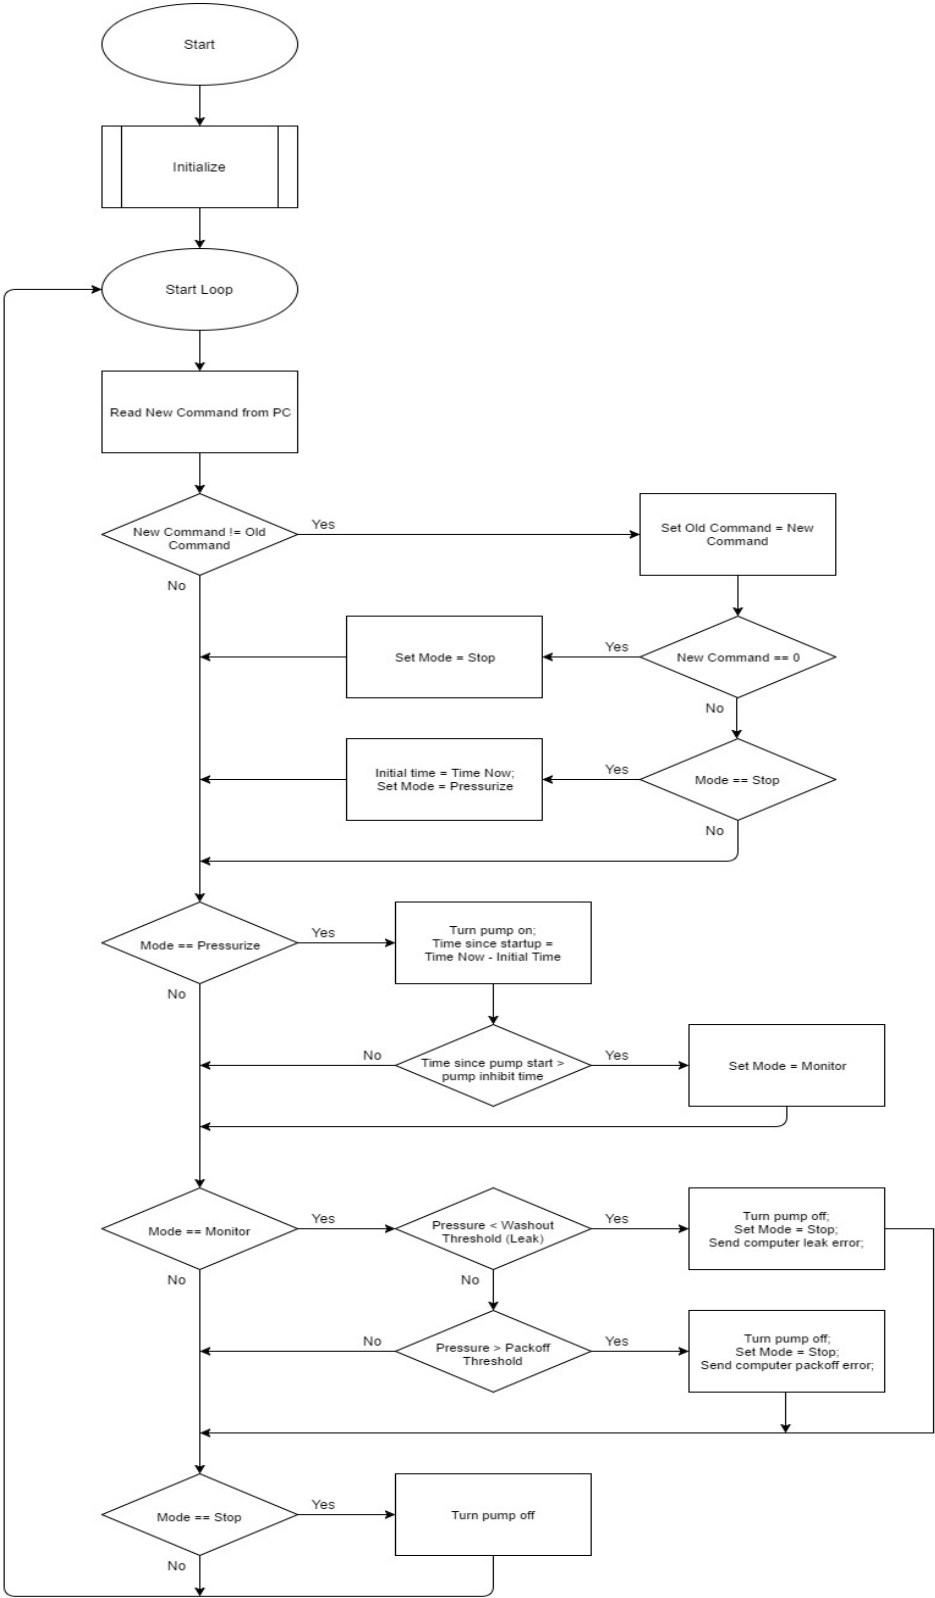 Start
Initialize
Start Loop
Read New Command from PC
New Command != Old
Command
Yes
No
Set Old Command = New
Command
New Command == 0
Yes
No
Set Mode = Stop
Mode == Stop
Yes
No
Initial time = Time Now;
Set Mode = Pressurize
Mode == Pressurize
Yes
No
Turn pump on;
Time since startup =
Time Now - Initial Time
Time since pump start >
pump inhibit time
No
Yes
Set Mode = Monitor
Mode == Monitor
Yes
No
Pressure < Washout
Threshold (Leak)
Yes
No
Turn pump off;
Set Mode = Stop;
Send computer leak error;
Pressure > Packoff
Threshold
No
Yes
Turn pump off;
Set Mode = Stop;
Send computer packoff error;
Mode == Stop
Yes
No
Turn pump off